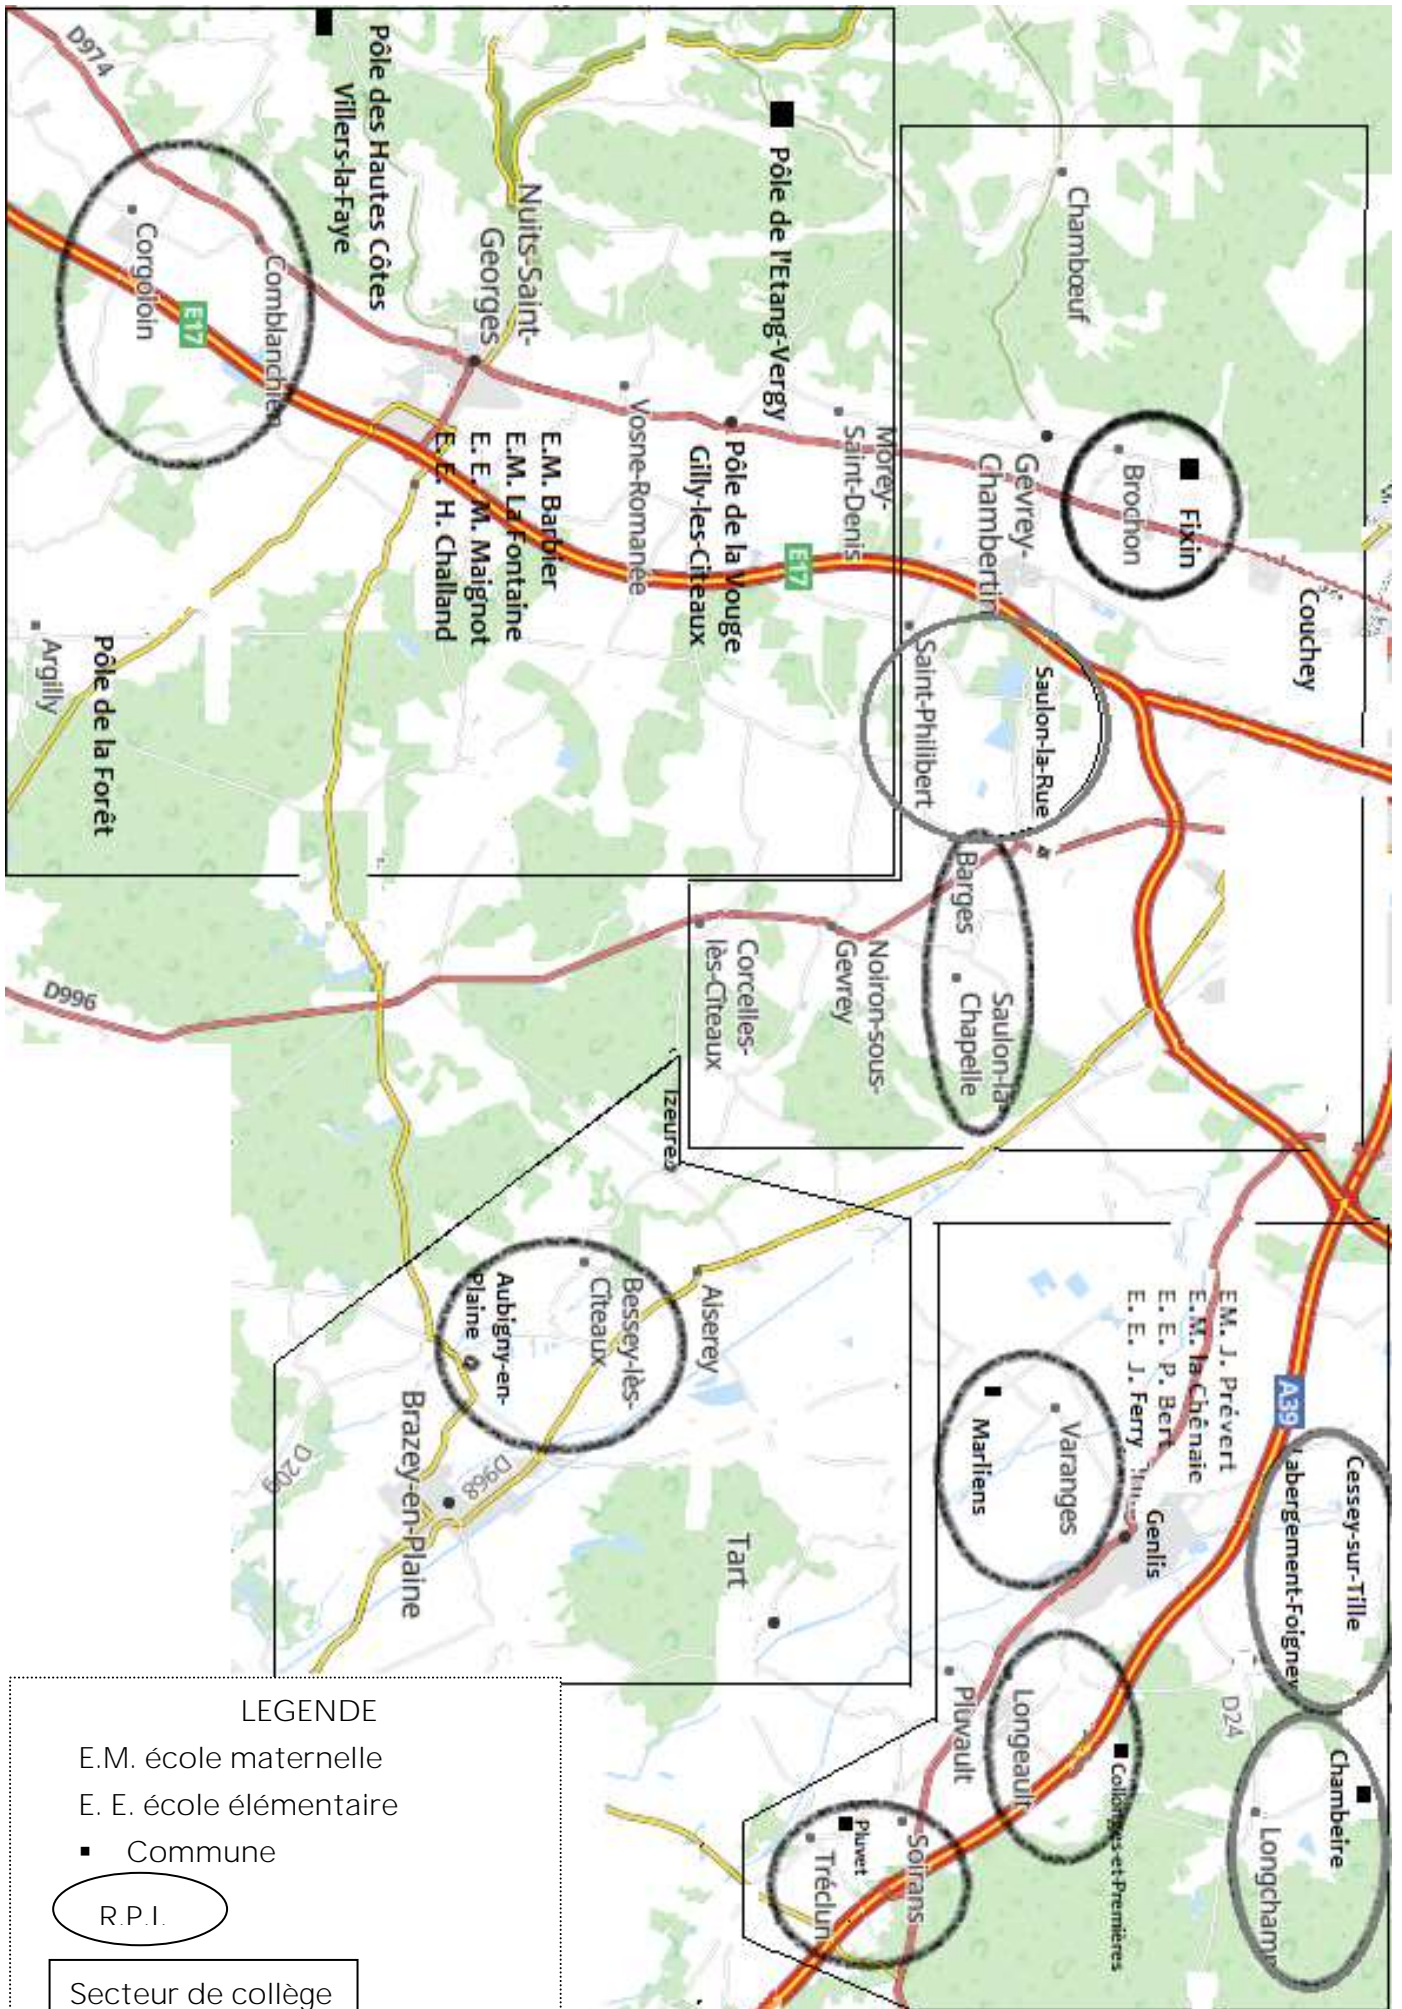 D974
Pôle des Hautes Côtes
Villers-la-Faye
Corgoloin
Comblanchien
E17
Nuits-Saint-
Georges
Pôle de l'Etang-Vergy
Chambœuf
Vosne-Romanée
Pôle de la Vouge
Gilly-les-Citeaux
Morey-
Saint-Denis
E17
Gevrey-
Chambertin
Brochon
Fixin
Couchey
E.M. Barbier
E.M. La Fontaine
E. E. M. Maignot
E. E. H. Challand
Argilly
Pôle de la Forêt
Saint-Philibert
Saulon-la-Rue
Barges
Saulon-la-
Chapelle
Noiron-sous-
Gevrey
Corcelles-
lès-Cîteaux
D996
Izeures
Aiserey
Bessey-lès-
Cîteaux
Aubigny-en-
Plaine
Brazey-en-Plaine
D968
D209
Tart
EM. J. Prévert
E.M. la Chênaie
E. E. P. Bert
E. E. J. Ferry
Genlis
Varanges
Marliens
A39
Cessey-sur-Tille
Labergement-Foigney
D24
Chambeire
Longchamp
Longeault
Collonges-et-Premières
Pluvault
Soirans
Pluvet
Tréclun
LEGENDE
E.M. école maternelle
E. E. école élémentaire
▪ Commune
R.P.I.
Secteur de collège